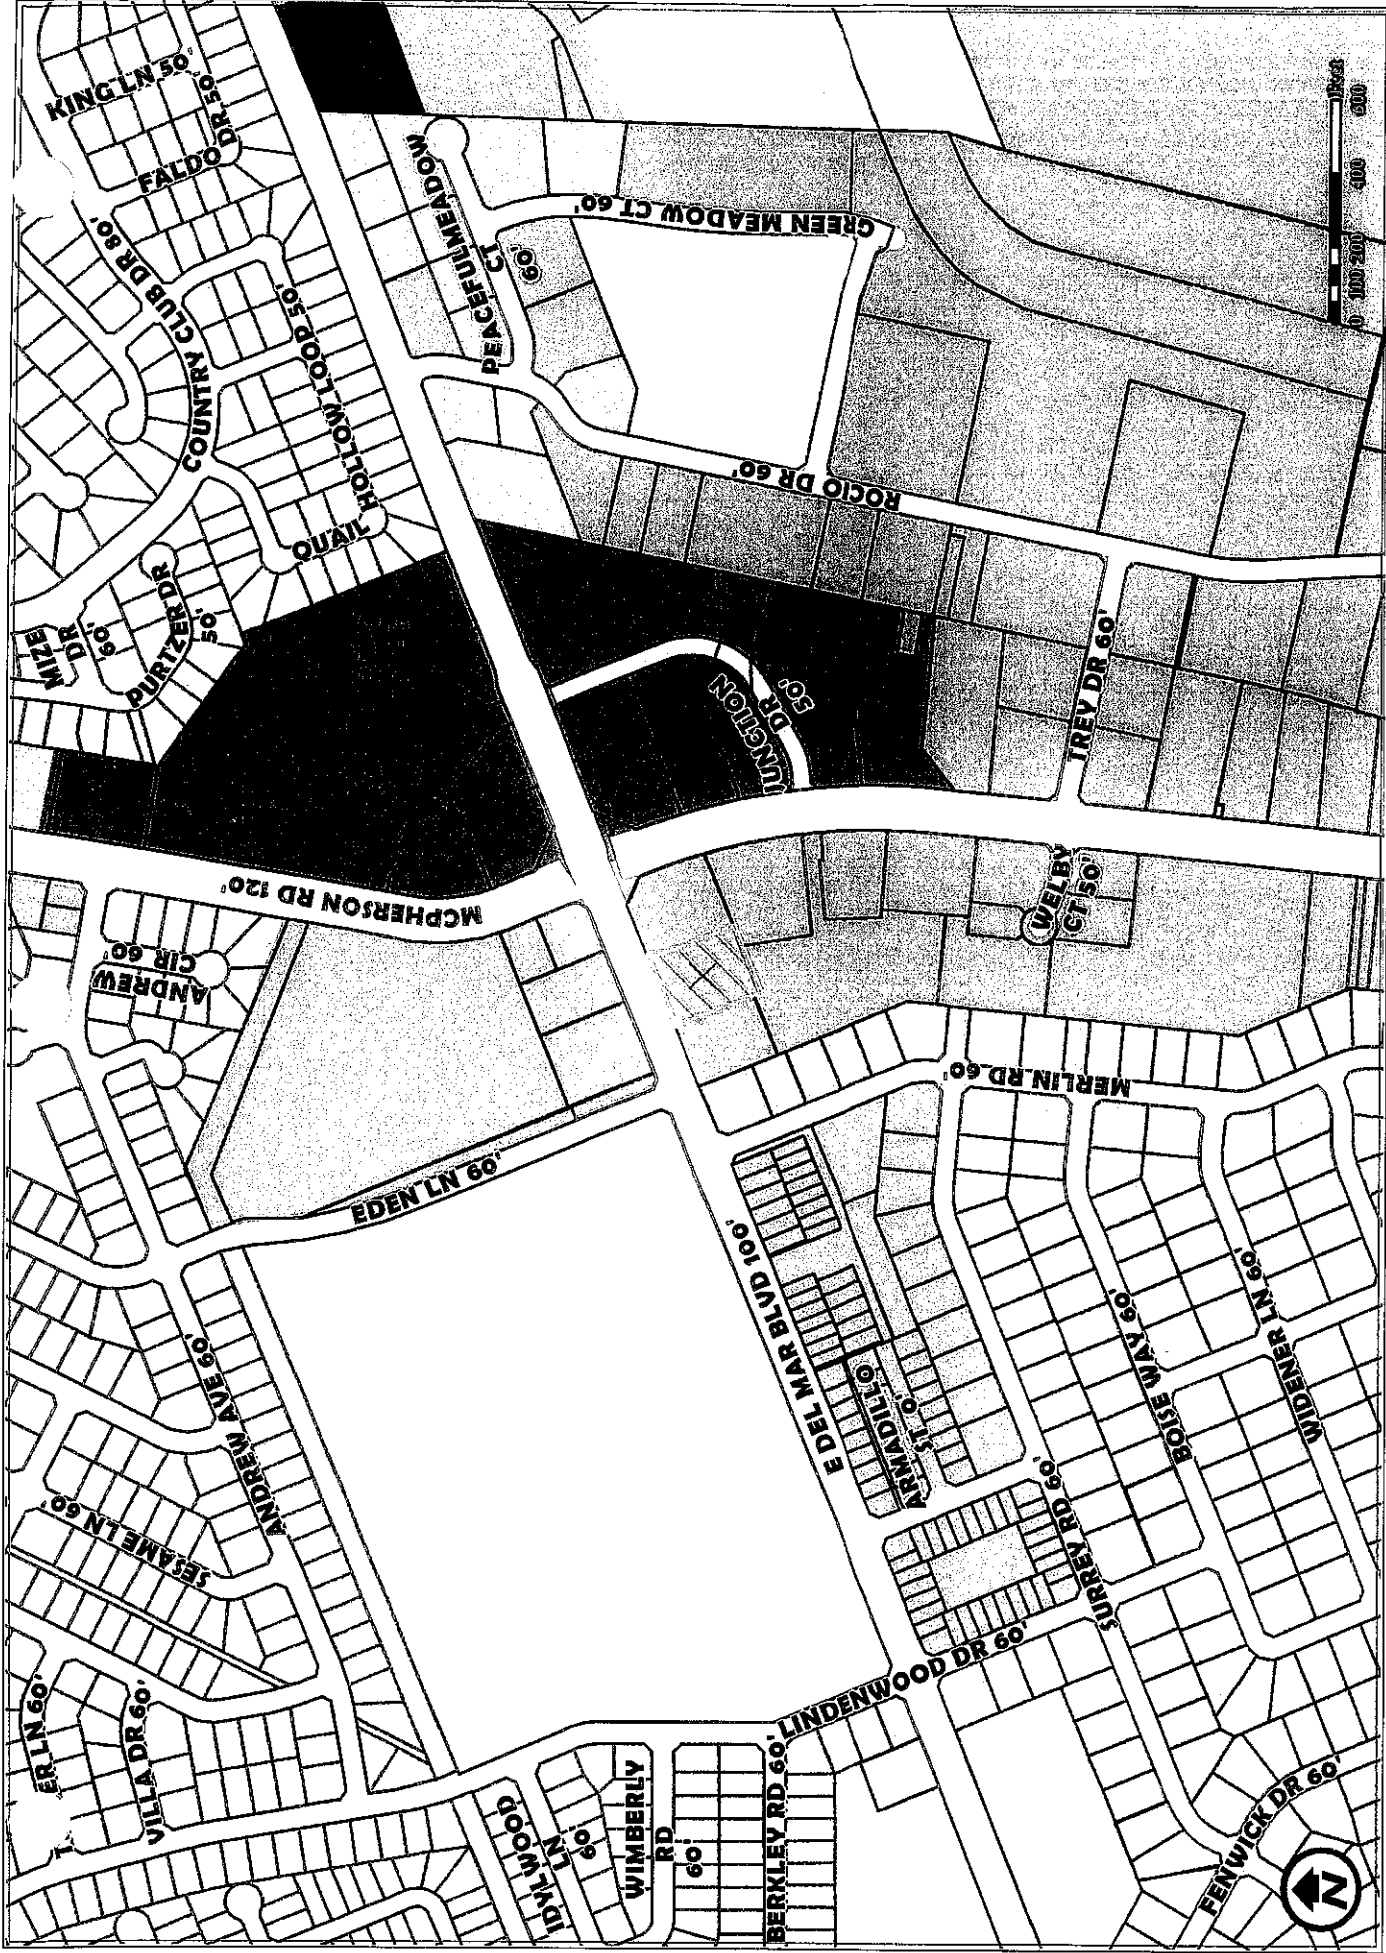 KING LN 50'
FALDO DR 50'
COUNTRY CLUB DR 80'
QUAIL HOLLOW LOOP 50'
MIZE
DR
60'
PURTZER DR
50'
PEACEFULMEADOW
CT
60'
GREEN MEADOW CT 60'
ROCIO DR 60'
TREY DR 60'
JUNCTION
DR
50'
MCPHERSON RD 120'
ANDREW
CIR 60'
WELBY
CT 50'
MERLIN RD 60'
EDEN LN 60'
E DEL MAR BLVD 100'
ARMADILLO
ST 0'
ANDREW AVE 60'
SESAME LN 60'
ER LN 60'
VILLA DR 60'
T
SURREY RD 60'
BOISE WAY 60'
WIDENER LN 60'
LINDENWOOD DR 60'
IDYLWOOD
LN
60'
WIMBERLY
RD
60'
BERKLEY RD 60'
FENWICK DR 60'
N
Feet
0 100 200 400 600